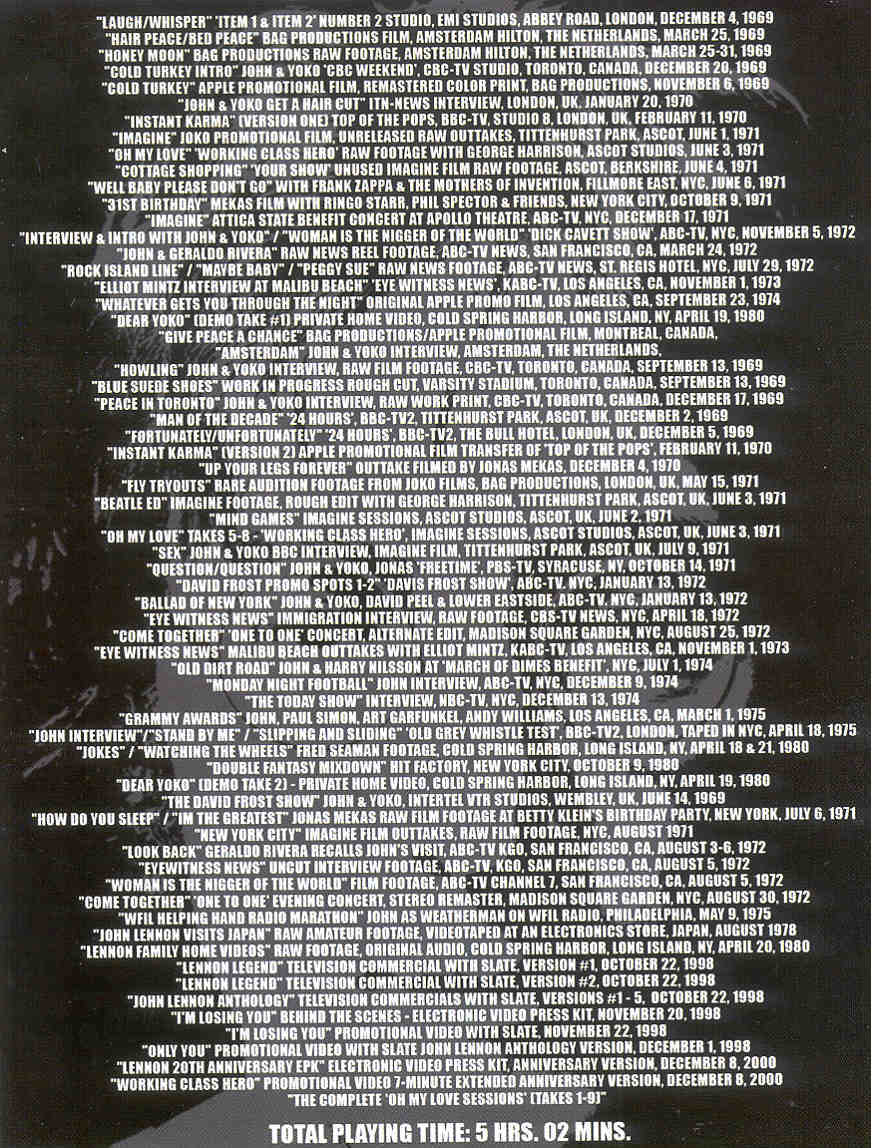 "LAUGH/WHISPER" 'ITEM 1 & ITEM 2' NUMBER 2 STUDIO, EMI STUDIOS, ABBEY ROAD, LONDON, DECEMBER 4, 1969
"HAIR PEACE/BED PEACE" BAG PRODUCTIONS FILM, AMSTERDAM HILTON, THE NETHERLANDS, MARCH 25, 1969
"HONEY MOON" BAG PRODUCTIONS RAW FOOTAGE, AMSTERDAM HILTON, THE NETHERLANDS, MARCH 25-31, 1969
"COLD TURKEY INTRO" JOHN & YOKO 'CBC WEEKEND', CBC-TV STUDIO, TORONTO, CANADA, DECEMBER 20, 1969
"COLD TURKEY" APPLE PROMOTIONAL FILM, REMASTERED COLOR PRINT, BAG PRODUCTIONS, NOVEMBER 6, 1969
"JOHN & YOKO GET A HAIR CUT" ITN-NEWS INTERVIEW, LONDON, UK, JANUARY 20, 1970
"INSTANT KARMA" (VERSION ONE) TOP OF THE POPS, BBC-TV, STUDIO 8, LONDON, UK, FEBRUARY 11, 1970
"IMAGINE" JOKO PROMOTIONAL FILM, UNRELEASED RAW OUTTAKES, TITTENHURST PARK, ASCOT, JUNE 1, 1971
"OH MY LOVE" 'WORKING CLASS HERO' RAW FOOTAGE WITH GEORGE HARRISON, ASCOT STUDIOS, JUNE 3, 1971
"COTTAGE SHOPPING" 'YOUR SHOW' UNUSED IMAGINE FILM RAW FOOTAGE, ASCOT, BERKSHIRE, JUNE 4, 1971
"WELL BABY PLEASE DON'T GO" WITH FRANK ZAPPA & THE MOTHERS OF INVENTION, FILLMORE EAST, NYC, JUNE 6, 1971
"31ST BIRTHDAY" MEKAS FILM WITH RINGO STARR, PHIL SPECTOR & FRIENDS, NEW YORK CITY, OCTOBER 9, 1971
"IMAGINE" ATTICA STATE BENEFIT CONCERT AT APOLLO THEATRE, ABC-TV, NYC, DECEMBER 17, 1971
"INTERVIEW & INTRO WITH JOHN & YOKO" / "WOMAN IS THE NIGGER OF THE WORLD" 'DICK CAVETT SHOW', ABC-TV, NYC, NOVEMBER 5, 1972
"JOHN & GERALDO RIVERA" RAW NEWS REEL FOOTAGE, ABC-TV NEWS, SAN FRANCISCO, CA, MARCH 24, 1972
"ROCK ISLAND LINE" / "MAYBE BABY" / "PEGGY SUE" RAW NEWS FOOTAGE, ABC-TV NEWS, ST. REGIS HOTEL, NYC, JULY 29, 1972
"ELLIOT MINTZ INTERVIEW AT MALIBU BEACH" 'EYE WITNESS NEWS', KABC-TV, LOS ANGELES, CA, NOVEMBER 1, 1973
"WHATEVER GETS YOU THROUGH THE NIGHT" ORIGINAL APPLE PROMO FILM, LOS ANGELES, CA, SEPTEMBER 23, 1974
"DEAR YOKO" (DEMO TAKE #1) PRIVATE HOME VIDEO, COLD SPRING HARBOR, LONG ISLAND, NY, APRIL 19, 1980
"GIVE PEACE A CHANCE" BAG PRODUCTIONS/APPLE PROMOTIONAL FILM, MONTREAL, CANADA,
"AMSTERDAM" JOHN & YOKO INTERVIEW, AMSTERDAM, THE NETHERLANDS,
"HOWLING" JOHN & YOKO INTERVIEW, RAW FILM FOOTAGE, CBC-TV, TORONTO, CANADA, SEPTEMBER 13, 1969
"BLUE SUEDE SHOES" WORK IN PROGRESS ROUGH CUT, VARSITY STADIUM, TORONTO, CANADA, SEPTEMBER 13, 1969
"PEACE IN TORONTO" JOHN & YOKO INTERVIEW, RAW WORK PRINT, CBC-TV, TORONTO, CANADA, DECEMBER 17, 1969
"MAN OF THE DECADE" '24 HOURS', BBC-TV2, TITTENHURST PARK, ASCOT, UK, DECEMBER 2, 1969
"FORTUNATELY/UNFORTUNATELY" '24 HOURS', BBC-TV2, THE BULL HOTEL, LONDON, UK, DECEMBER 5, 1969
"INSTANT KARMA" (VERSION 2) APPLE PROMOTIONAL FILM TRANSFER OF 'TOP OF THE POPS', FEBRUARY 11, 1970
"UP YOUR LEGS FOREVER" OUTTAKE FILMED BY JONAS MEKAS, DECEMBER 4, 1970
"FLY TRYOUTS" RARE AUDITION FOOTAGE FROM JOKO FILMS, BAG PRODUCTIONS, LONDON, UK, MAY 15, 1971
"BEATLE ED" IMAGINE FOOTAGE, ROUGH EDIT WITH GEORGE HARRISON, TITTENHURST PARK, ASCOT, UK, JUNE 3, 1971
"MIND GAMES" IMAGINE SESSIONS, ASCOT STUDIOS, ASCOT, UK, JUNE 2, 1971
"OH MY LOVE" TAKES 5-8 - 'WORKING CLASS HERO', IMAGINE SESSIONS, ASCOT STUDIOS, ASCOT, UK, JUNE 3, 1971
"SEX" JOHN & YOKO BBC INTERVIEW, IMAGINE FILM, TITTENHURST PARK, ASCOT, UK, JULY 9, 1971
"QUESTION/QUESTION" JOHN & YOKO, JONAS 'FREETIME', PBS-TV, SYRACUSE, NY, OCTOBER 14, 1971
"DAVID FROST PROMO SPOTS 1-2" 'DAVIS FROST SHOW', ABC-TV. NYC, JANUARY 13, 1972
"BALLAD OF NEW YORK" JOHN & YOKO, DAVID PEEL & LOWER EASTSIDE, ABC-TV. NYC, JANUARY 13, 1972
"EYE WITNESS NEWS" IMMIGRATION INTERVIEW, RAW FOOTAGE, CBS-TV NEWS, NYC, APRIL 18, 1972
"COME TOGETHER" 'ONE TO ONE' CONCERT, ALTERNATE EDIT, MADISON SQUARE GARDEN, NYC, AUGUST 25, 1972
"EYE WITNESS NEWS" MALIBU BEACH OUTTAKES WITH ELLIOT MINTZ, KABC-TV, LOS ANGELES, CA, NOVEMBER 1, 1973
"OLD DIRT ROAD" JOHN & HARRY NILSSON AT 'MARCH OF DIMES BENEFIT', NYC, JULY 1, 1974
"MONDAY NIGHT FOOTBALL" JOHN INTERVIEW, ABC-TV, NYC, DECEMBER 9, 1974
"THE TODAY SHOW" INTERVIEW, NBC-TV, NYC, DECEMBER 13, 1974
"GRAMMY AWARDS" JOHN, PAUL SIMON, ART GARFUNKEL, ANDY WILLIAMS, LOS ANGELES, CA, MARCH 1, 1975
"JOHN INTERVIEW"/"STAND BY ME" / "SLIPPING AND SLIDING" 'OLD GREY WHISTLE TEST', BBC-TV2, LONDON, TAPED IN NYC, APRIL 18, 1975
"JOKES" / "WATCHING THE WHEELS" FRED SEAMAN FOOTAGE, COLD SPRING HARBOR, LONG ISLAND, NY, APRIL 18 & 21, 1980
"DOUBLE FANTASY MIXDOWN" HIT FACTORY, NEW YORK CITY, OCTOBER 9, 1980
"DEAR YOKO" (DEMO TAKE 2) - PRIVATE HOME VIDEO, COLD SPRING HARBOR, LONG ISLAND, NY, APRIL 19, 1980
"THE DAVID FROST SHOW" JOHN & YOKO, INTERTEL VTR STUDIOS, WEMBLEY, UK, JUNE 14, 1969
"HOW DO YOU SLEEP" / "IM THE GREATEST" JONAS MEKAS RAW FILM FOOTAGE AT BETTY KLEIN'S BIRTHDAY PARTY, NEW YORK, JULY 6, 1971
"NEW YORK CITY" IMAGINE FILM OUTTAKES, RAW FILM FOOTAGE, NYC, AUGUST 1971
"LOOK BACK" GERALDO RIVERA RECALLS JOHN'S VISIT, ABC-TV KGO, SAN FRANCISCO, CA, AUGUST 3-6, 1972
"EYEWITNESS NEWS" UNCUT INTERVIEW FOOTAGE, ABC-TV, KGO, SAN FRANCISCO, CA, AUGUST 5, 1972
"WOMAN IS THE NIGGER OF THE WORLD" FILM FOOTAGE, ABC-TV CHANNEL 7, SAN FRANCISCO, CA, AUGUST 5, 1972
"COME TOGETHER" 'ONE TO ONE' EVENING CONCERT, STEREO REMASTER, MADISON SQUARE GARDEN, NYC, AUGUST 30, 1972
"WFIL HELPING HAND RADIO MARATHON" JOHN AS WEATHERMAN ON WFIL RADIO, PHILADELPHIA, MAY 9, 1975
"JOHN LENNON VISITS JAPAN" RAW AMATEUR FOOTAGE, VIDEOTAPED AT AN ELECTRONICS STORE, JAPAN, AUGUST 1978
"LENNON FAMILY HOME VIDEOS" RAW FOOTAGE, ORIGINAL AUDIO, COLD SPRING HARBOR, LONG ISLAND, NY, APRIL 20, 1980
"LENNON LEGEND" TELEVISION COMMERCIAL WITH SLATE, VERSION #1, OCTOBER 22, 1998
"LENNON LEGEND" TELEVISION COMMERCIAL WITH SLATE, VERSION #2, OCTOBER 22, 1998
"JOHN LENNON ANTHOLOGY" TELEVISION COMMERCIALS WITH SLATE, VERSIONS #1 - 5, OCTOBER 22, 1998
"I'M LOSING YOU" BEHIND THE SCENES - ELECTRONIC VIDEO PRESS KIT, NOVEMBER 20, 1998
"I'M LOSING YOU" PROMOTIONAL VIDEO WITH SLATE, NOVEMBER 22, 1998
"ONLY YOU" PROMOTIONAL VIDEO WITH SLATE JOHN LENNON ANTHOLOGY VERSION, DECEMBER 1, 1998
"LENNON 20TH ANNIVERSARY EPK" ELECTRONIC VIDEO PRESS KIT, ANNIVERSARY VERSION, DECEMBER 8, 2000
"WORKING CLASS HERO" PROMOTIONAL VIDEO 7-MINUTE EXTENDED ANNIVERSARY VERSION, DECEMBER 8, 2000
"THE COMPLETE 'OH MY LOVE SESSIONS' (TAKES 1-9)"
TOTAL PLAYING TIME: 5 HRS. 02 MINS.